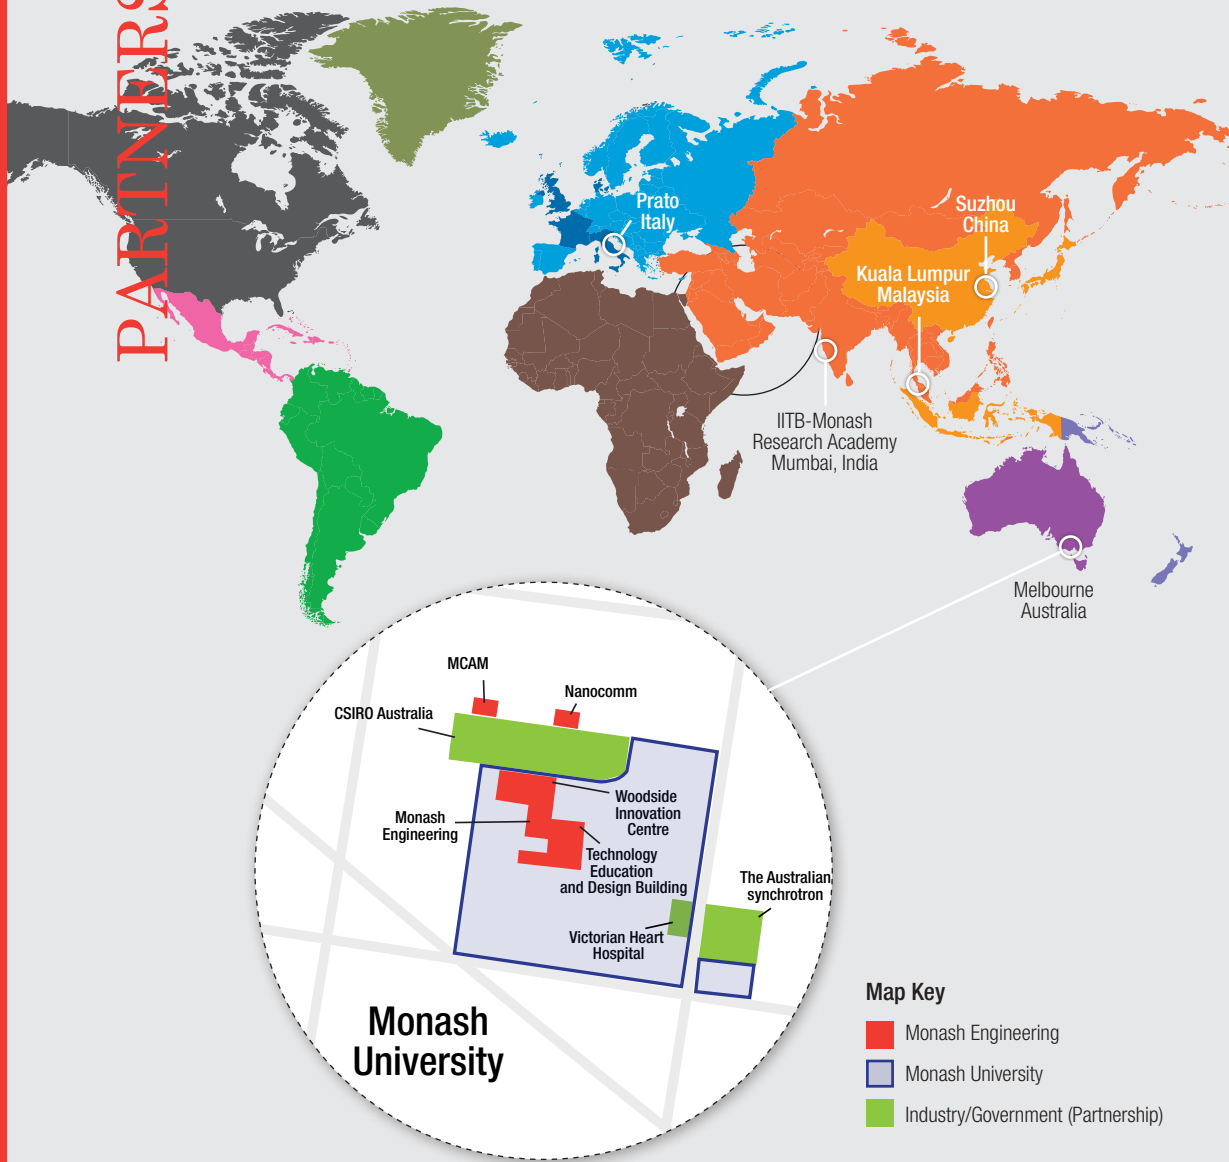 PARTNERS
Prato
Italy
Suzhou
China
Kuala Lumpur
Malaysia
IITB-Monash
Research Academy
Mumbai, India
Melbourne
Australia
MCAM
Nanocomm
CSIRO Australia
Woodside
Innovation
Centre
Monash
Engineering
Technology
Education
and Design Building
The Australian
synchrotron
Victorian Heart
Hospital
Monash
University
Map Key
Monash Engineering
Monash University
Industry/Government (Partnership)